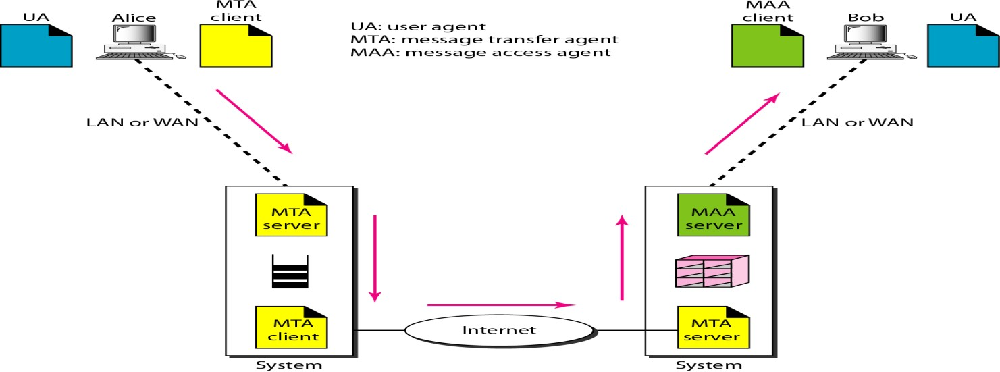 UA
Alice
MTA
client
UA: user agent
MTA: message transfer agent
MAA: message access agent
MAA
client
Bob
UA
LAN or WAN
LAN or WAN
MTA
server
MAA
server
MTA
client
Internet
MTA
server
System
System